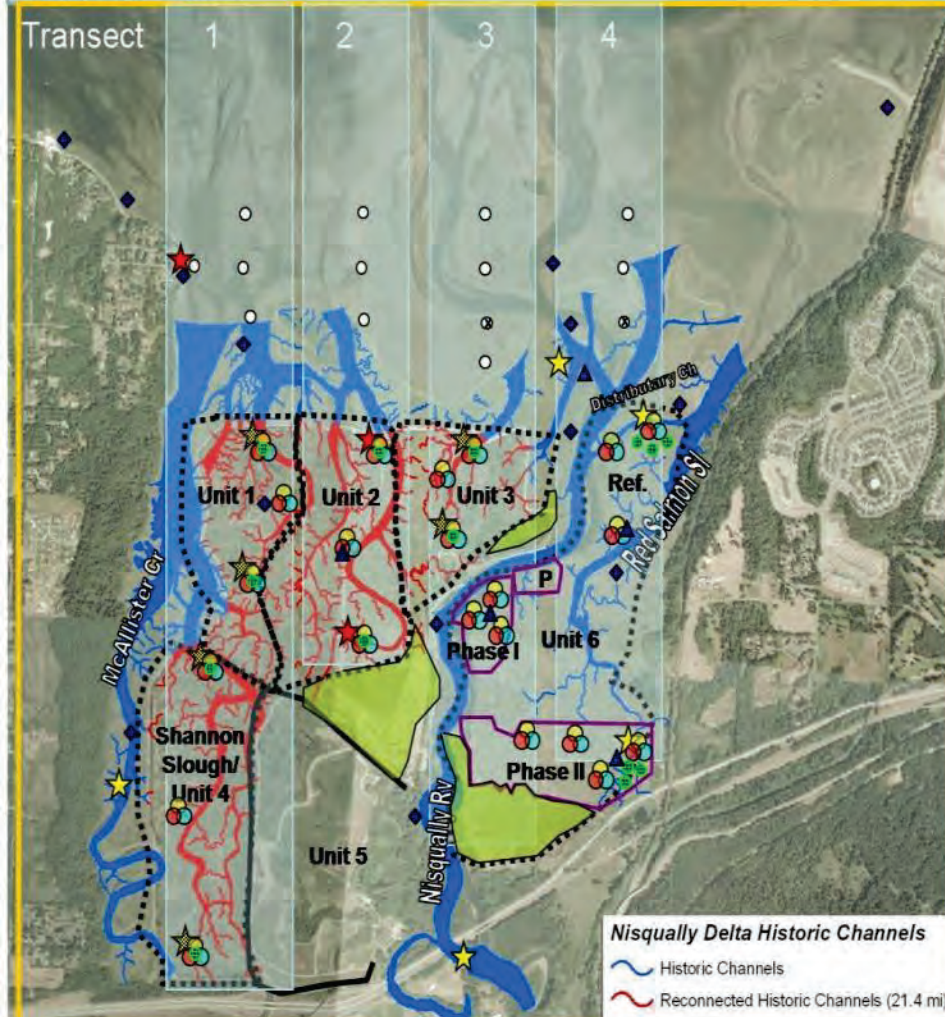 Transect
1
2
3
4
Distributary Ch
Unit 1
Unit 2
Unit 3
Ref.
Red Salmon Sl
McAllister Cr
P
Phase I
Unit 6
Shannon
Slough/
Unit 4
Phase II
Unit 5
Nisqually Rv
Nisqually Delta Historic Channels
Historic Channels
Reconnected Historic Channels (21.4 mi)